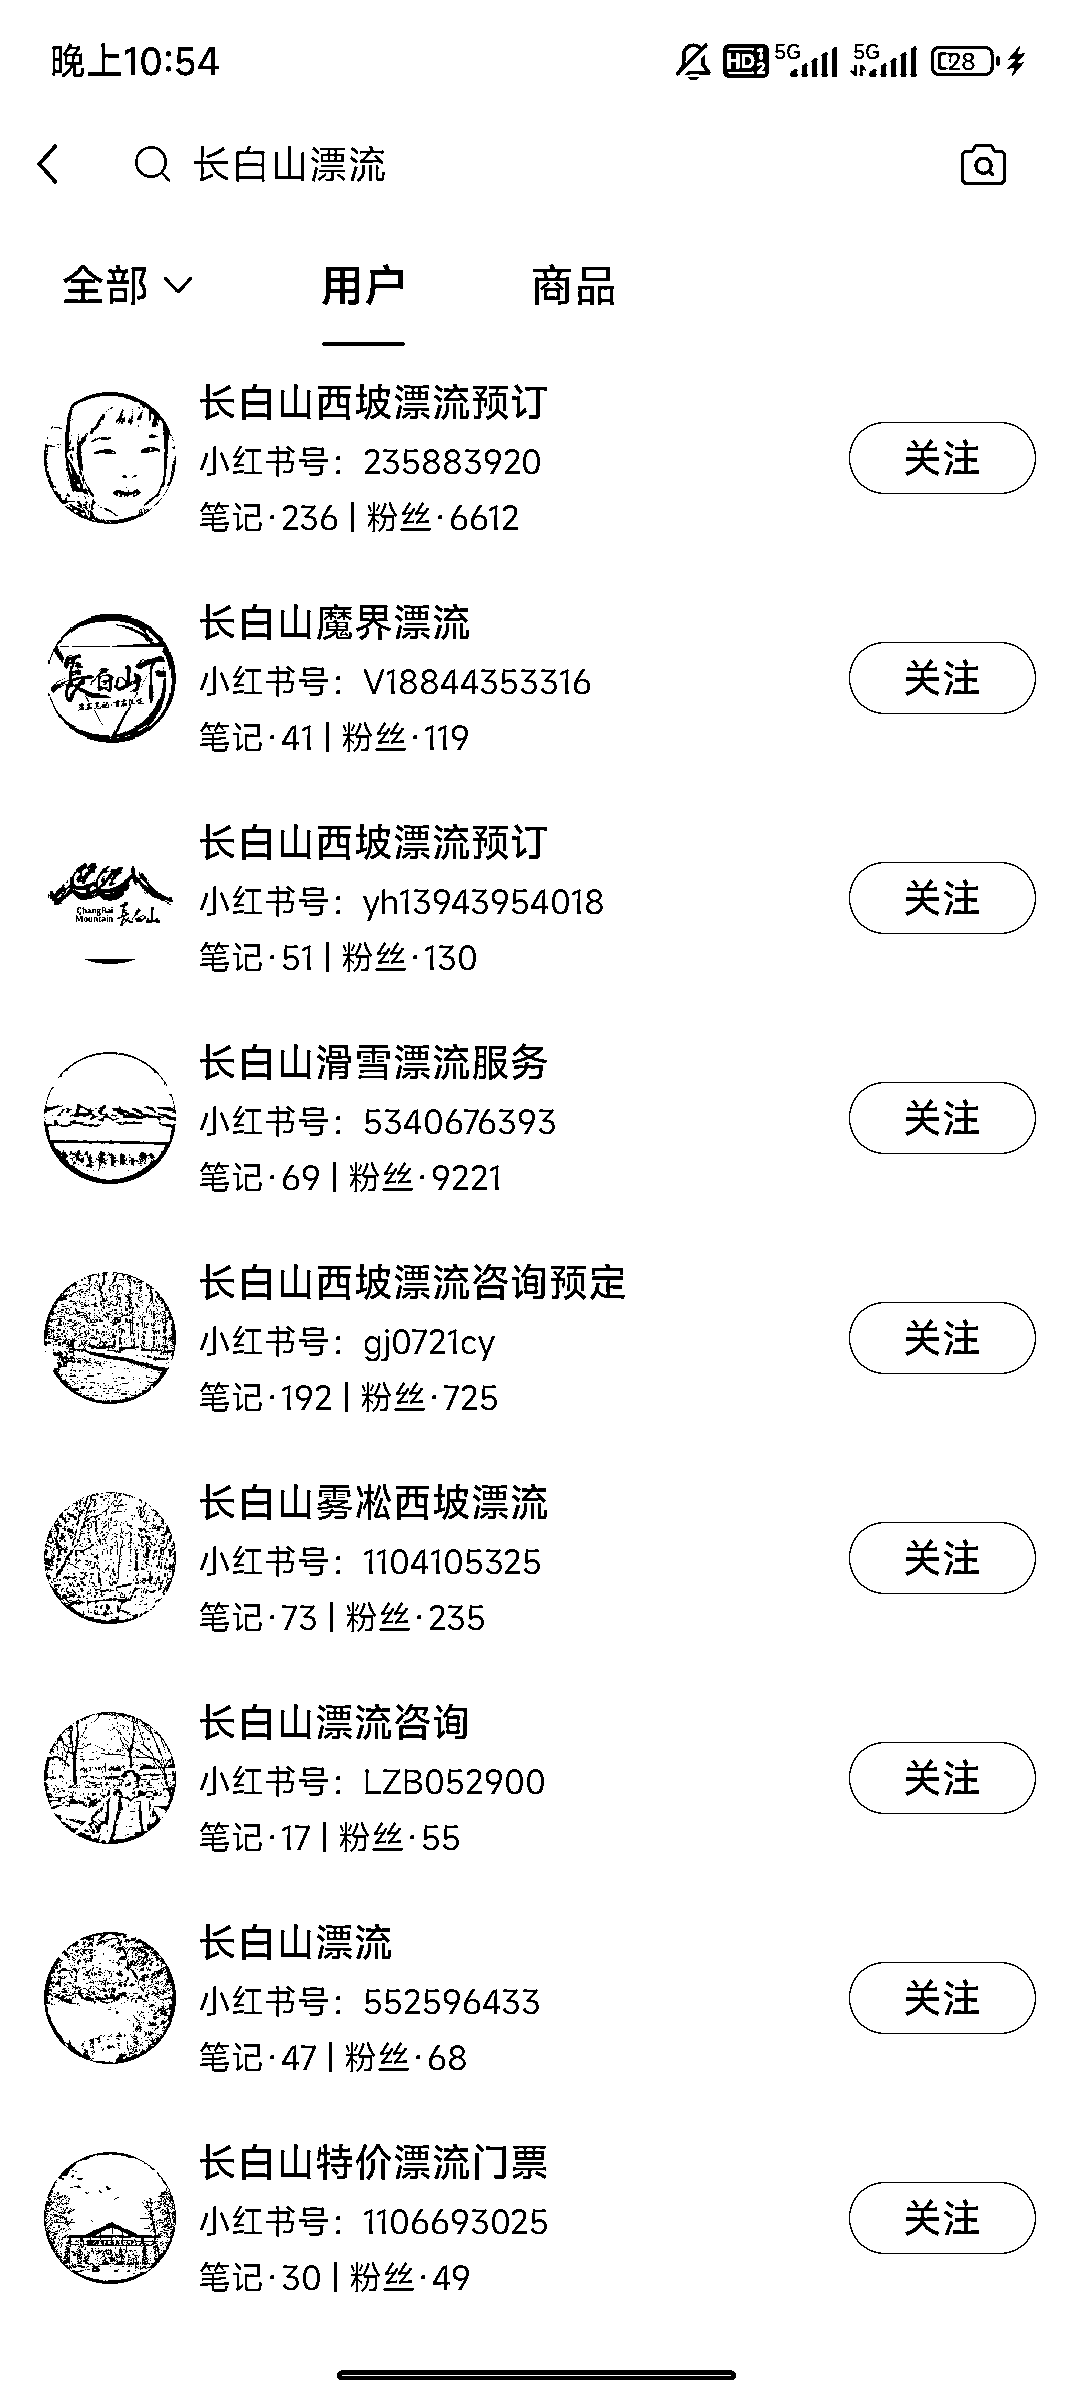 晚上10:54
HD 1 2 5G 5G 28
长白山漂流
全部 用户 商品
长白山西坡漂流预订
小红书号：235883920
关注
笔记·236 | 粉丝·6612
长白山魔界漂流
長白山下
小红书号：V18844353316
关注
笔记·41 | 粉丝·119
长白山西坡漂流预订
ChangBai Mountain 長白山
小红书号：yh13943954018
关注
笔记·51 | 粉丝·130
长白山滑雪漂流服务
小红书号：5340676393
关注
笔记·69 | 粉丝·9221
长白山西坡漂流咨询预定
小红书号：gj0721cy
关注
笔记·192 | 粉丝·725
长白山雾凇西坡漂流
小红书号：1104105325
关注
笔记·73 | 粉丝·235
长白山漂流咨询
小红书号：LZB052900
关注
笔记·17 | 粉丝·55
长白山漂流
小红书号：552596433
关注
笔记·47 | 粉丝·68
长白山特价漂流门票
小红书号：1106693025
关注
笔记·30 | 粉丝·49